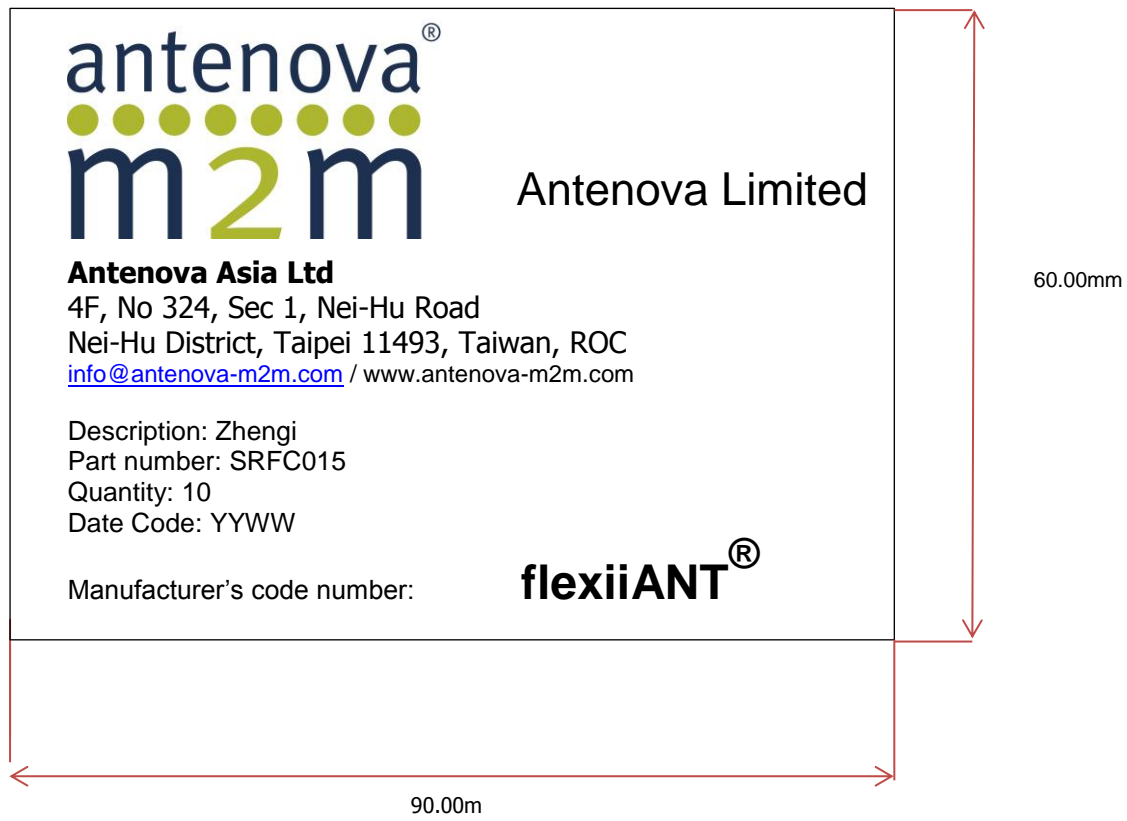 antenova®
m2m
Antenova Limited
60.00mm
Antenova Asia Ltd
4F, No 324, Sec 1, Nei-Hu Road
Nei-Hu District, Taipei 11493, Taiwan, ROC
info@antenova-m2m.com / www.antenova-m2m.com
Description: Zhengi
Part number: SRFC015
Quantity: 10
Date Code: YYWW
Manufacturer’s code number:
flexiiANT®
90.00m